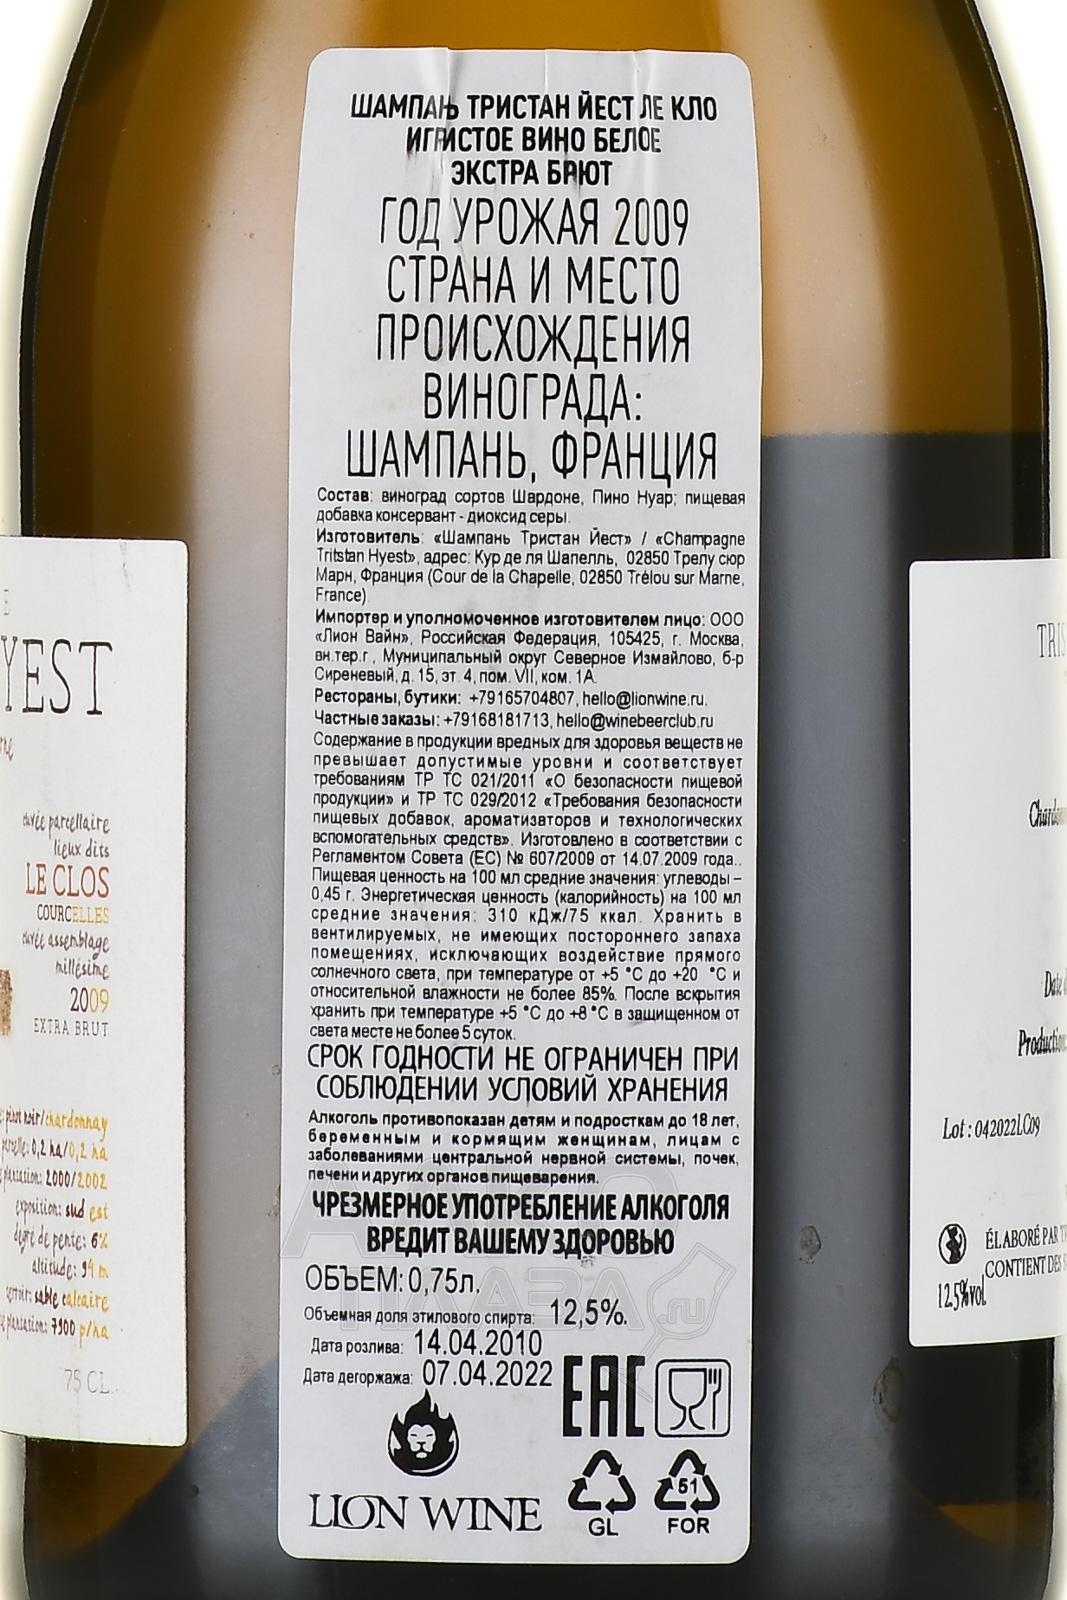 ШАМПАНЬ ТРИСТАН ЙЕСТ ЛЕ КЛО
ИГРИСТОЕ ВИНО БЕЛОЕ
ЭКСТРА БРЮТ
ГОД УРОЖАЯ 2009
СТРАНА И МЕСТО
ПРОИСХОЖДЕНИЯ
ВИНОГРАДА:
ШАМПАНЬ, ФРАНЦИЯ
Состав: виноград сортов Шардоне, Пино Нуар; пищевая
добавка консервант - диоксид серы.
Изготовитель: «Шампань Тристан Йест» / «Champagne
Tritstan Hyest», адрес: Кур де ля Шапелль, 02850 Трелу сюр
Марн, Франция (Cour de la Chapelle, 02850 Trélou sur Marne,
France)
Импортер и уполномоченное изготовителем лицо: ООО
«Лион Вайн», Российская Федерация, 105425, г. Москва,
вн.тер.г., Муниципальный округ Северное Измайлово, б-р
Сиреневый, д. 15, эт. 4, пом. VII, ком. 1А.
Рестораны, бутики: +79165704807, hello@lionwine.ru.
Частные заказы: +79168181713, hello@winebeerclub.ru
Содержание в продукции вредных для здоровья веществ не
превышает допустимые уровни и соответствует
требованиям ТР ТС 021/2011 «О безопасности пищевой
продукции» и ТР ТС 029/2012 «Требования безопасности
пищевых добавок, ароматизаторов и технологических
вспомогательных средств». Изготовлено в соответствии с
Регламентом Совета (ЕС) № 607/2009 от 14.07.2009 года..
Пищевая ценность на 100 мл средние значения: углеводы –
0,45 г. Энергетическая ценность (калорийность) на 100 мл
средние значения: 310 кДж/75 ккал. Хранить в
вентилируемых, не имеющих постороннего запаха
помещениях, исключающих воздействие прямого
солнечного света, при температуре от +5 °С до +20 °С и
относительной влажности не более 85%. После вскрытия
хранить при температуре +5 °С до +8 °С в защищенном от
света месте не более 5 суток.
СРОК ГОДНОСТИ НЕ ОГРАНИЧЕН ПРИ
СОБЛЮДЕНИИ УСЛОВИЙ ХРАНЕНИЯ
Алкоголь противопоказан детям и подросткам до 18 лет,
беременным и кормящим женщинам, лицам с
заболеваниями центральной нервной системы, почек,
печени и других органов пищеварения.
ЧРЕЗМЕРНОЕ УПОТРЕБЛЕНИЕ АЛКОГОЛЯ
ВРЕДИТ ВАШЕМУ ЗДОРОВЬЮ
ОБЪЕМ: 0,75л.
Объемная доля этилового спирта: 12,5%.
Дата розлива: 14.04.2010
Дата дегоржажа: 07.04.2022
EAC
LION WINE
GL
51
FOR
YEST
cuvée parcellaire
lieux dits
LE CLOS
COURCELLES
cuvée assemblage
millésime
2009
EXTRA BRUT
pinot noir/chardonnay
parcelle: 0,2 ha/0,2 ha
plantation: 2000/2002
exposition: sud est
degré de pente: 6%
altitude: 94 m
terroir: sable calcaire
plantation: 7900 p/ha
75 CL
TRIS
Lot : 042022LC09
ÉLABORÉ PAR
CONTIENT DES
12.5%vol